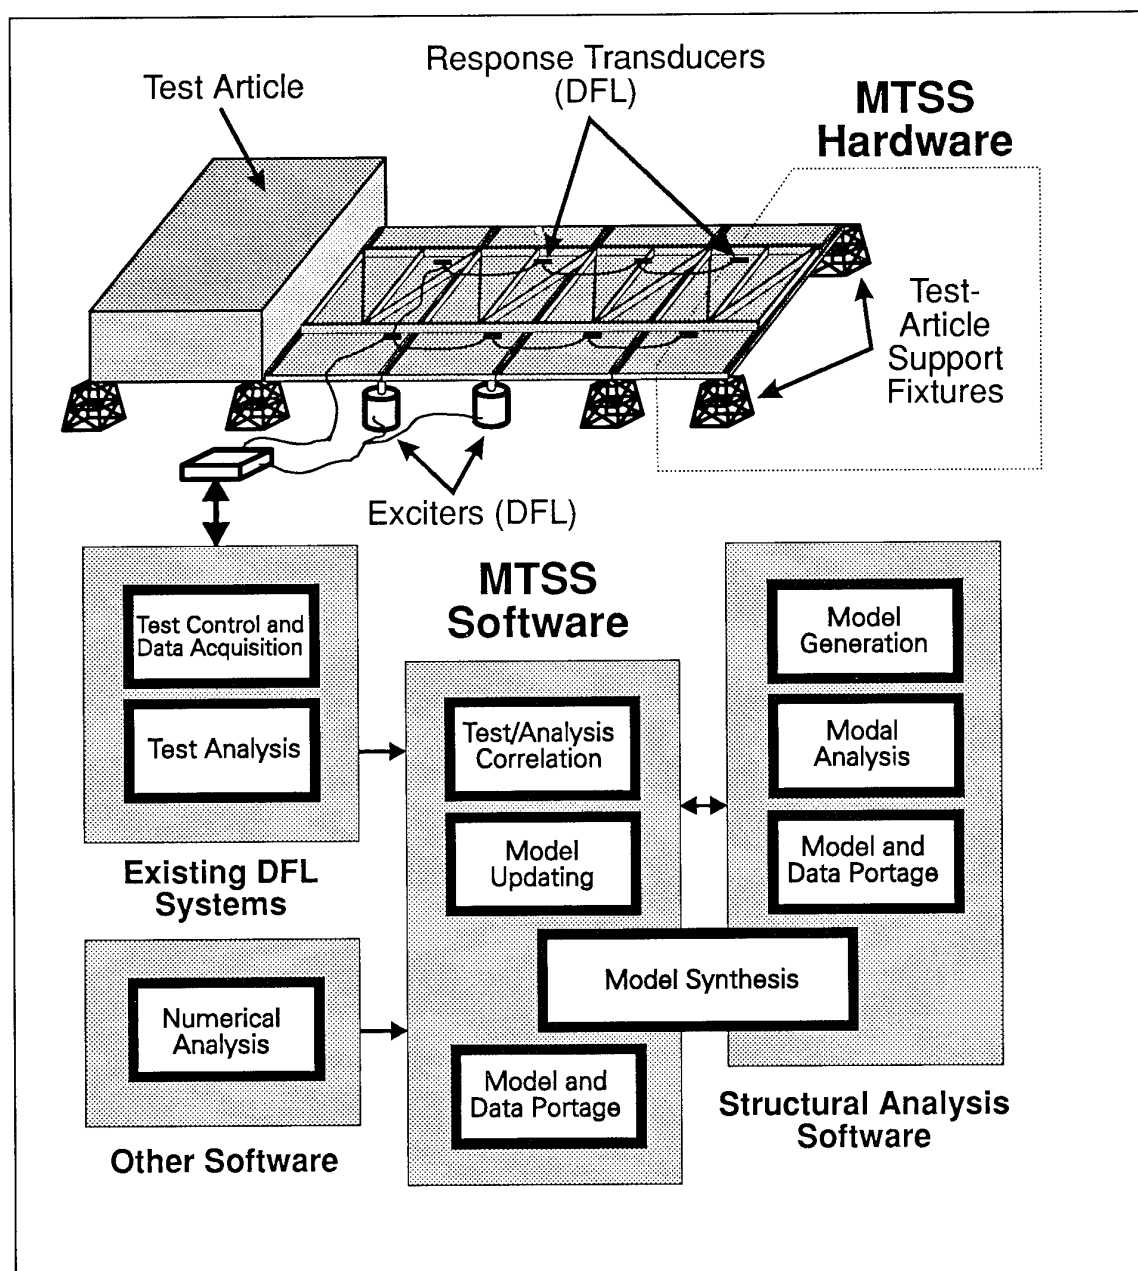 Response Transducers
(DFL)
Test Article
MTSS
Hardware
Test-
Article
Support
Fixtures
Exciters (DFL)
MTSS
Software
Test Control and
Data Acquisition
Test Analysis
Existing DFL
Systems
Numerical
Analysis
Other Software
Test/Analysis
Correlation
Model
Updating
Model Synthesis
Model and
Data Portage
Model
Generation
Modal
Analysis
Model and
Data Portage
Structural Analysis
Software